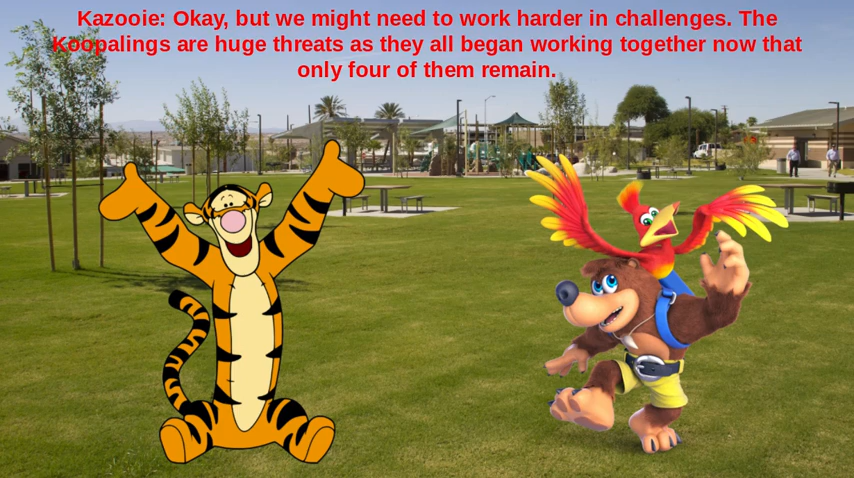 Kazooie: Okay, but we might need to work harder in challenges. The
Koopalings are huge threats as they all began working together now that
only four of them remain.